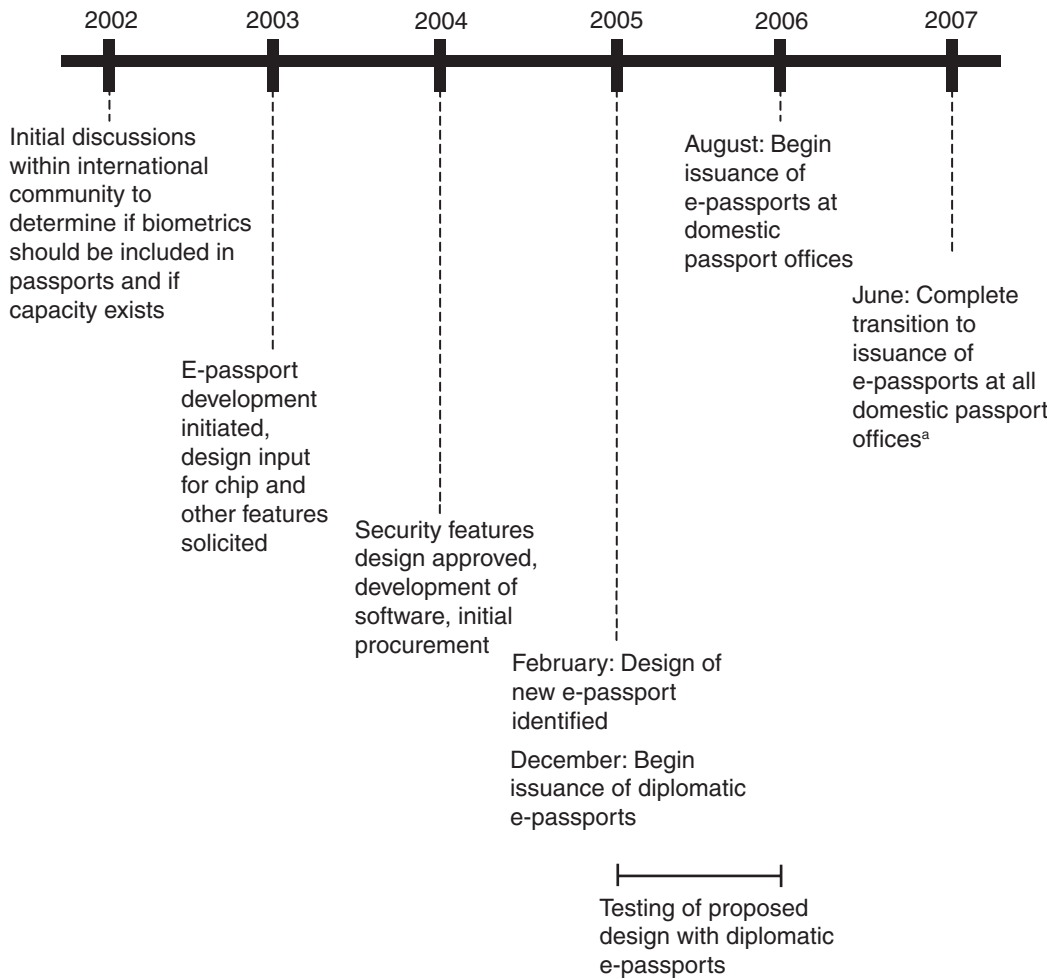 2002 2003 2004 2005 2006 2007
Initial discussions
within international
community to
determine if biometrics
should be included in
passports and if
capacity exists
E-passport
development
initiated,
design input
for chip and
other features
solicited
Security features
design approved,
development of
software, initial
procurement
February: Design of
new e-passport
identified
December: Begin
issuance of diplomatic
e-passports
Testing of proposed
design with diplomatic
e-passports
August: Begin
issuance of
e-passports at
domestic
passport offices
June: Complete
transition to
issuance of
e-passports at all
domestic passport
officesᵃ